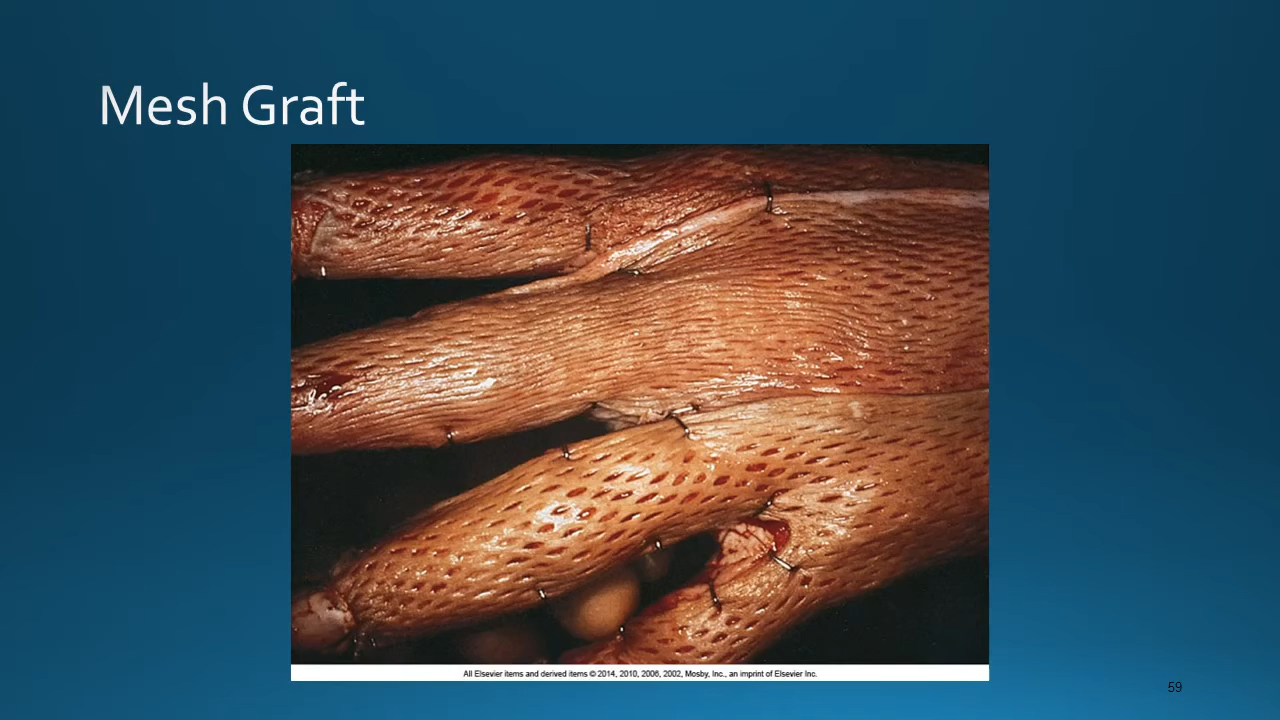 Mesh Graft
All Elsevier items and derived items © 2014, 2010, 2006, 2002, Mosby, Inc., an imprint of Elsevier Inc.
59